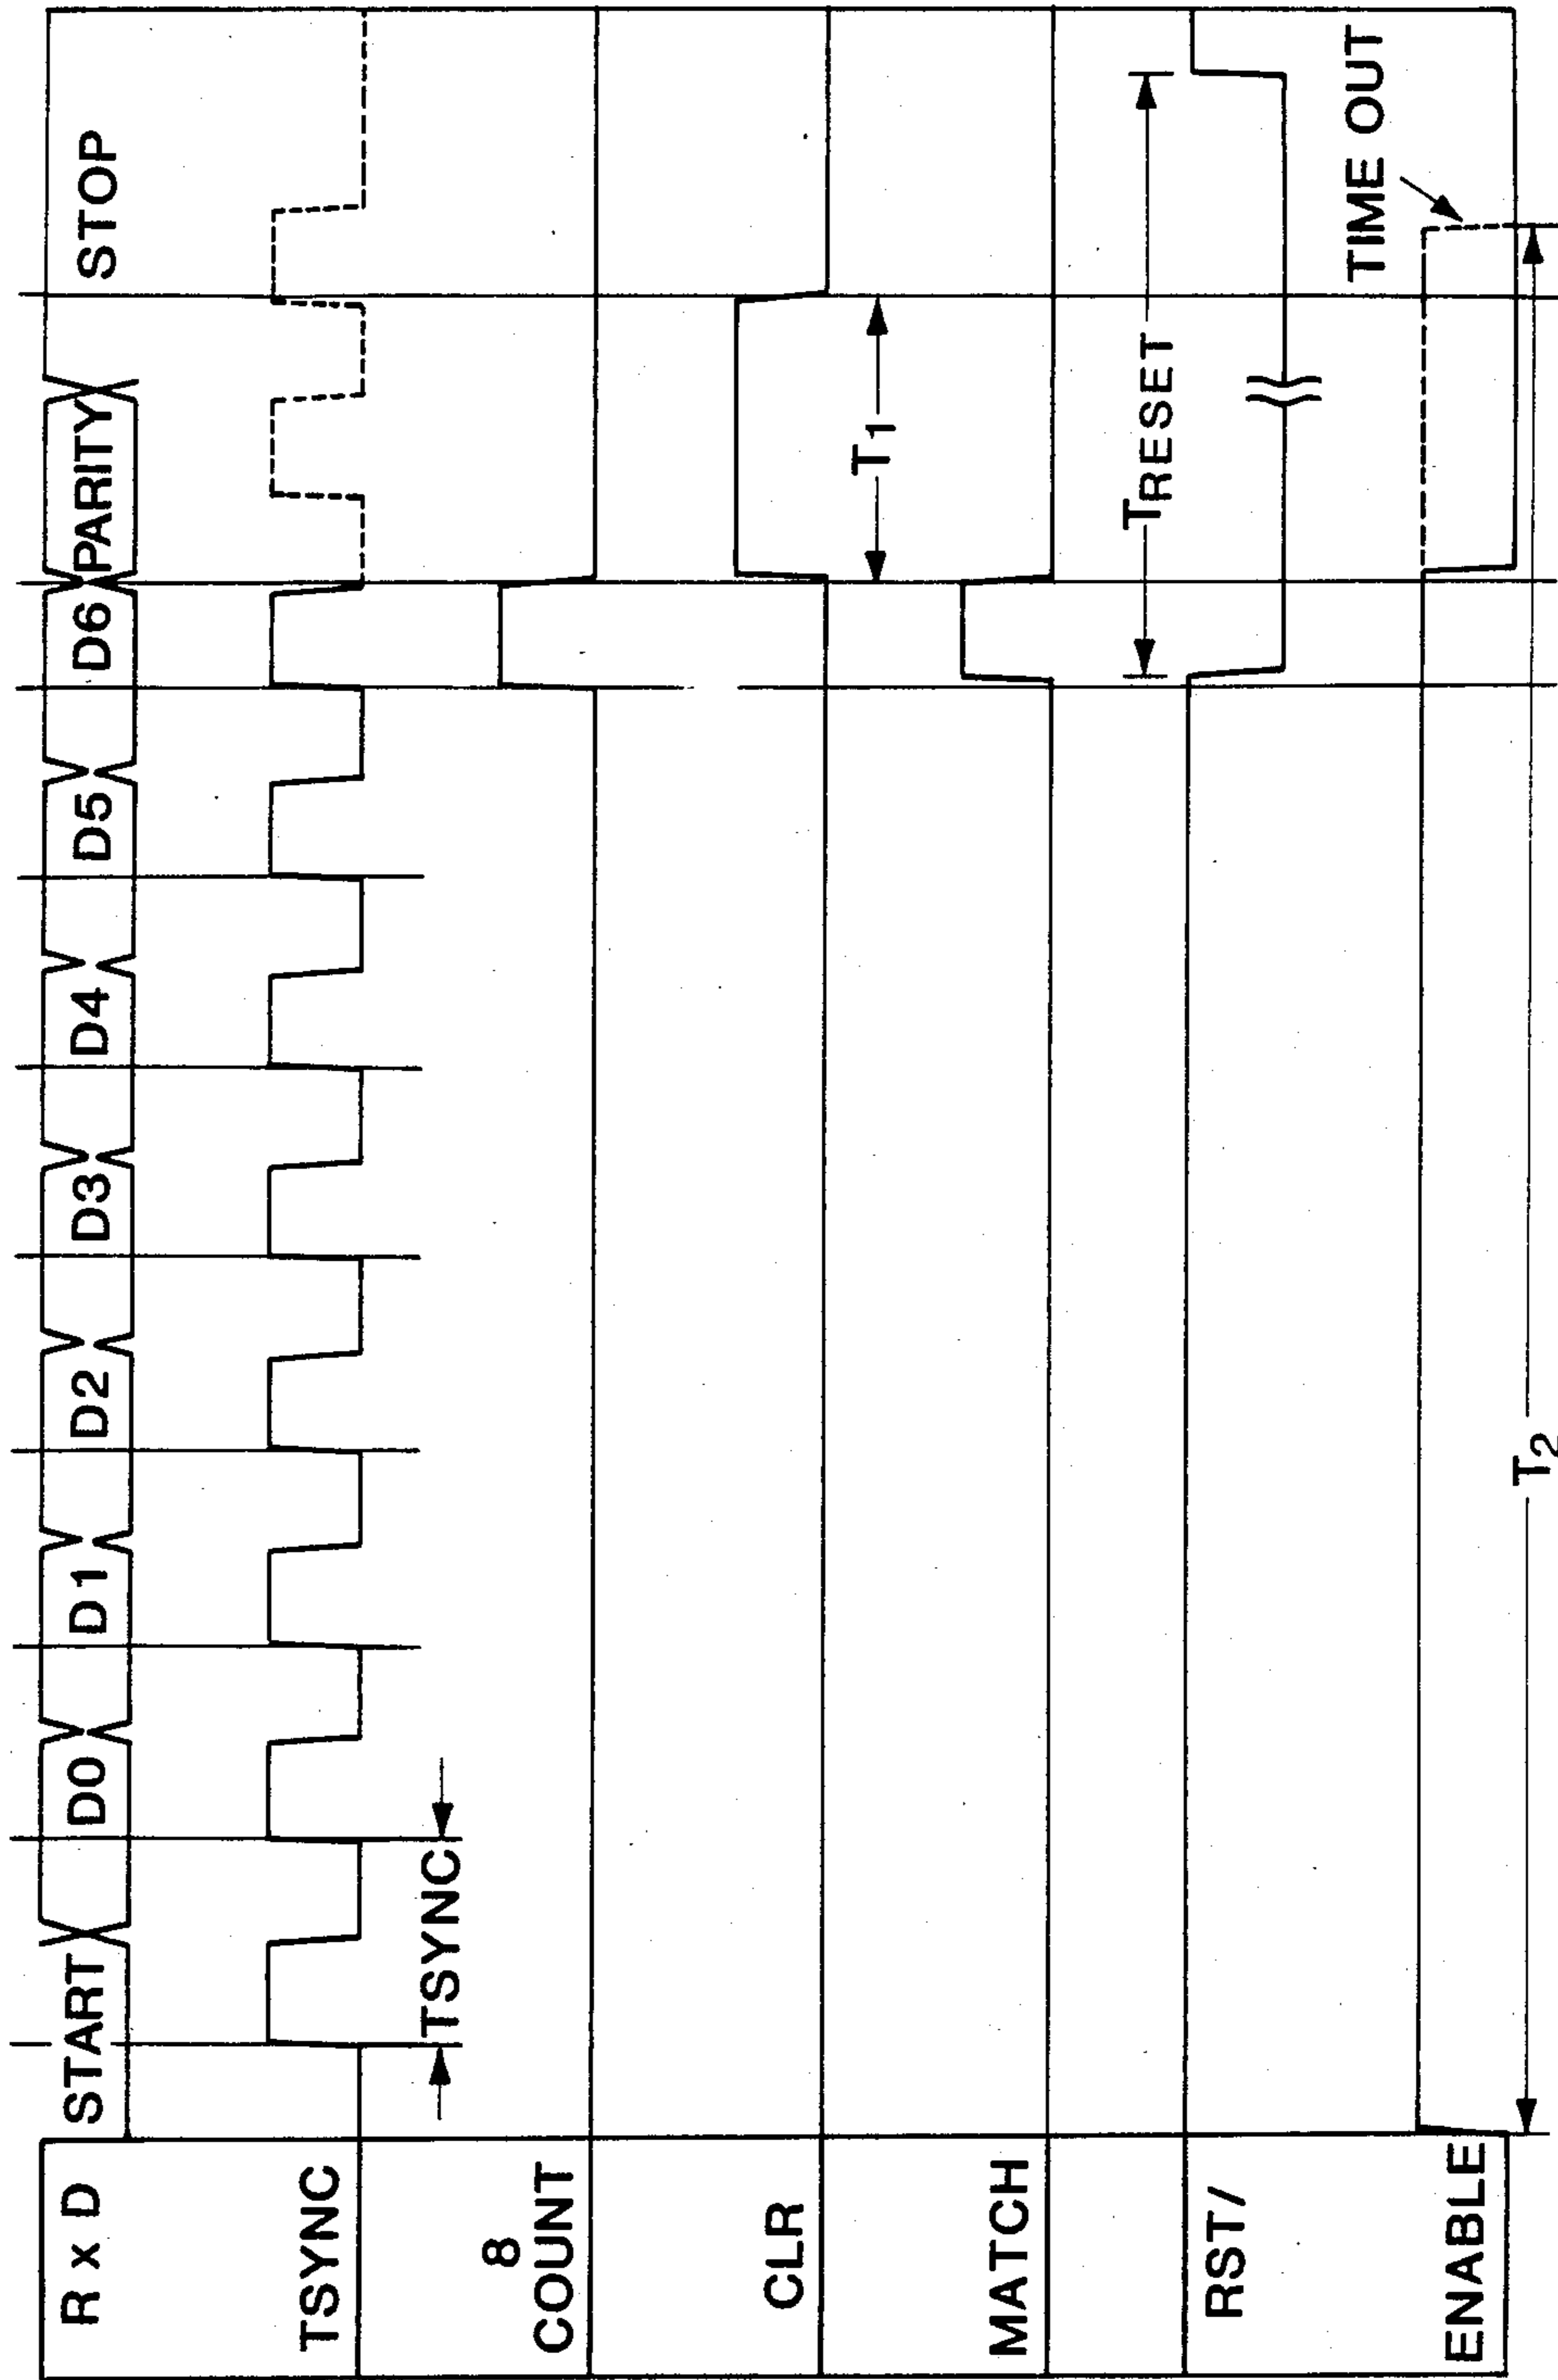 R x D START D0 D1 D2 D3 D4 D5 D6 PARITY STOP
TSYNC
TSYNC
8
COUNT
CLR
T1
MATCH
TRESET
RST/
TIME OUT
ENABLE
T2